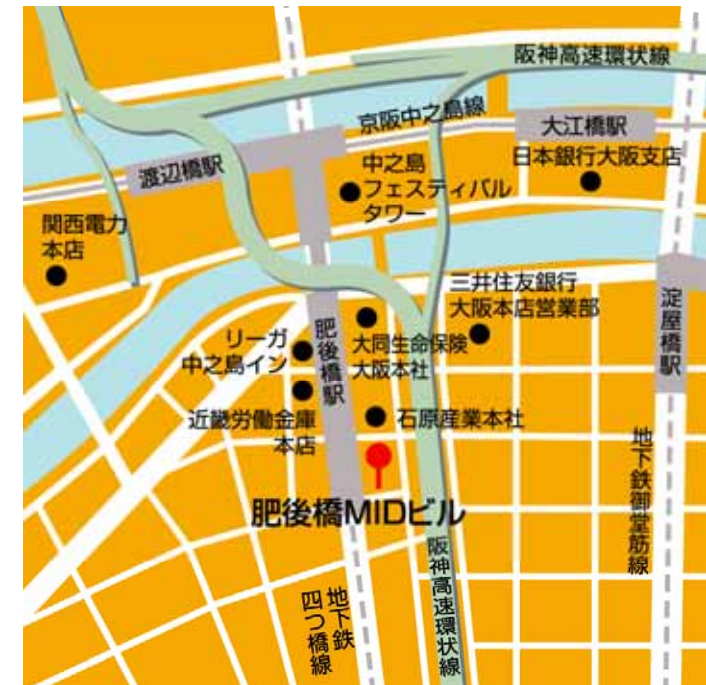 阪神高速環状線
京阪中之島線
大江橋駅
日本銀行大阪支店
渡辺橋駅
中之島
フェスティバル
タワー
関西電力
本店
三井住友銀行
大阪本店営業部
淀屋橋駅
肥後橋駅
リーガ
中之島イン
大同生命保険
大阪本社
近畿労働金庫
本店
石原産業本社
地下鉄御堂筋線
肥後橋MIDビル
阪神高速環状線
地下鉄
四つ橋線